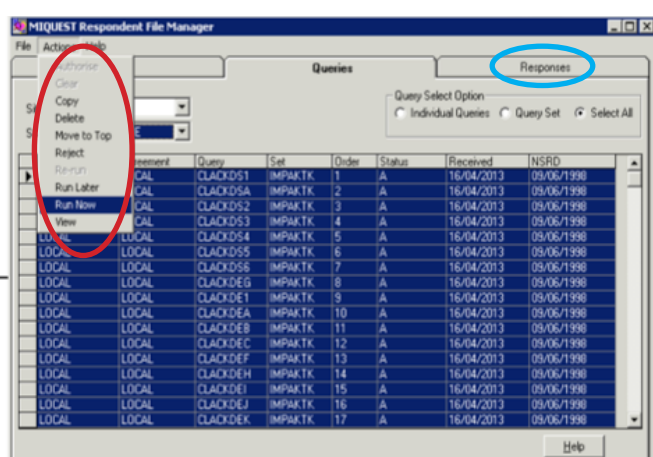 MIQUEST Respondent File Manager
File Actions Help
Queries Responses
Authorise
Clear
Copy
Delete
Move to Top
Reject
Re-run
Run Later
Run Now
View
Query Select Option
Individual Queries Query Set Select All
Query Set Order Status Received NSRD
LOCAL CLACKDS1 IMPAKTK 1 A 16/04/2013 09/06/1998
CLACKDSA IMPAKTK 2 A 16/04/2013 09/06/1998
CLACKDS2 IMPAKTK 3 A 16/04/2013 09/06/1998
CLACKDS3 IMPAKTK 4 A 16/04/2013 09/06/1998
LOCAL LOCAL CLACKDS4 IMPAKTK 5 A 16/04/2013 09/06/1998
LOCAL LOCAL CLACKDS5 IMPAKTK 6 A 16/04/2013 09/06/1998
LOCAL LOCAL CLACKDS6 IMPAKTK 7 A 16/04/2013 09/06/1998
LOCAL LOCAL CLACKDEG IMPAKTK 8 A 16/04/2013 09/06/1998
LOCAL LOCAL CLACKDE1 IMPAKTK 9 A 16/04/2013 09/06/1998
LOCAL LOCAL CLACKDEA IMPAKTK 10 A 16/04/2013 09/06/1998
LOCAL LOCAL CLACKDEB IMPAKTK 11 A 16/04/2013 09/06/1998
LOCAL LOCAL CLACKDEC IMPAKTK 12 A 16/04/2013 09/06/1998
LOCAL LOCAL CLACKDEF IMPAKTK 13 A 16/04/2013 09/06/1998
LOCAL LOCAL CLACKDEH IMPAKTK 14 A 16/04/2013 09/06/1998
LOCAL LOCAL CLACKDEI IMPAKTK 15 A 16/04/2013 09/06/1998
LOCAL LOCAL CLACKDEJ IMPAKTK 16 A 16/04/2013 09/06/1998
LOCAL LOCAL CLACKDEK IMPAKTK 17 A 16/04/2013 09/06/1998
Help